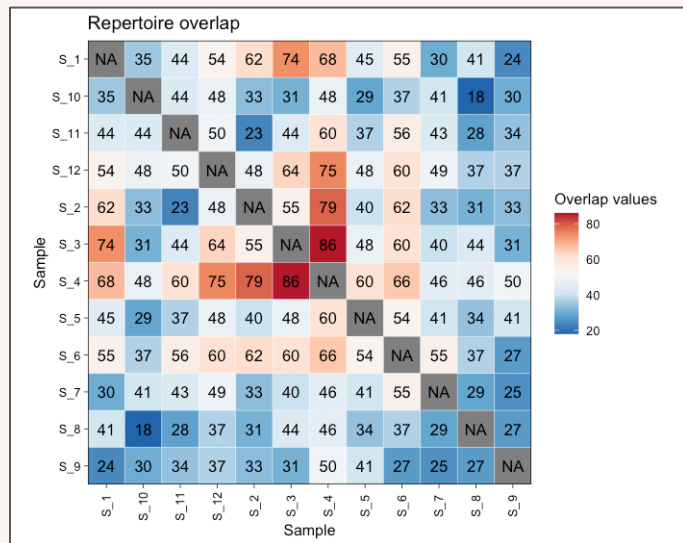 Repertoire overlap
S_1 NA 35 44 54 62 74 68 45 55 30 41 24
S_10 35 NA 44 48 33 31 48 29 37 41 18 30
S_11 44 44 NA 50 23 44 60 37 56 43 28 34
S_12 54 48 50 NA 48 64 75 48 60 49 37 37
S_2 62 33 23 48 NA 55 79 40 62 33 31 33
S_3 74 31 44 64 55 NA 86 48 60 40 44 31
S_4 68 48 60 75 79 86 NA 60 66 46 46 50
S_5 45 29 37 48 40 48 60 NA 54 41 34 41
S_6 55 37 56 60 62 60 66 54 NA 55 37 27
S_7 30 41 43 49 33 40 46 41 55 NA 29 25
S_8 41 18 28 37 31 44 46 34 37 29 NA 27
S_9 24 30 34 37 33 31 50 41 27 25 27 NA
S_1 S_10 S_11 S_12 S_2 S_3 S_4 S_5 S_6 S_7 S_8 S_9
Sample
Sample
Overlap values
80
60
40
20